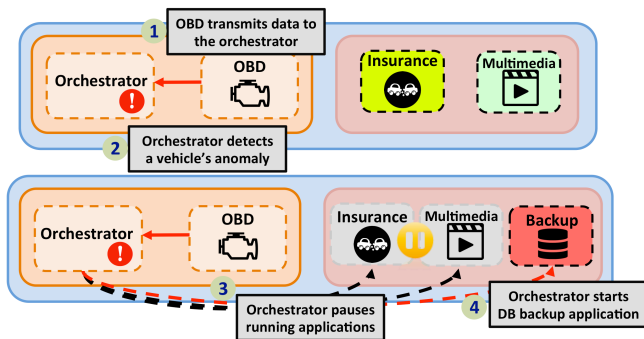 1
OBD transmits data to
the orchestrator
Orchestrator
OBD
Insurance
Multimedia
2
Orchestrator detects
a vehicle's anomaly
Orchestrator
OBD
Insurance
Multimedia
Backup
3
Orchestrator pauses
running applications
4
Orchestrator starts
DB backup application